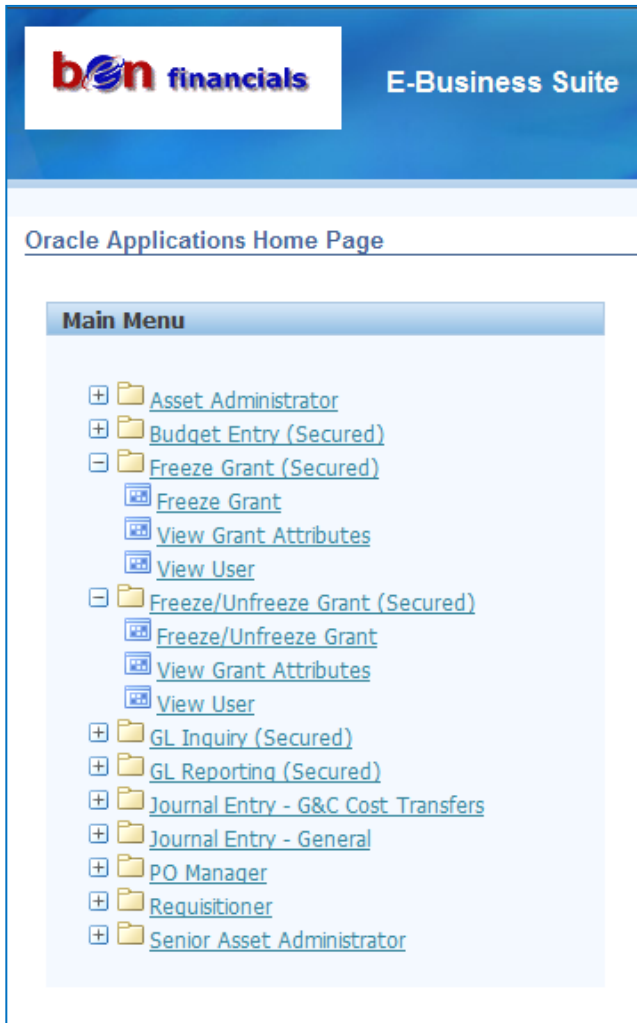 ben financials
E-Business Suite
Oracle Applications Home Page
Main Menu
Asset Administrator
Budget Entry (Secured)
Freeze Grant (Secured)
Freeze Grant
View Grant Attributes
View User
Freeze/Unfreeze Grant (Secured)
Freeze/Unfreeze Grant
View Grant Attributes
View User
GL Inquiry (Secured)
GL Reporting (Secured)
Journal Entry - G&C Cost Transfers
Journal Entry - General
PO Manager
Requisitioner
Senior Asset Administrator